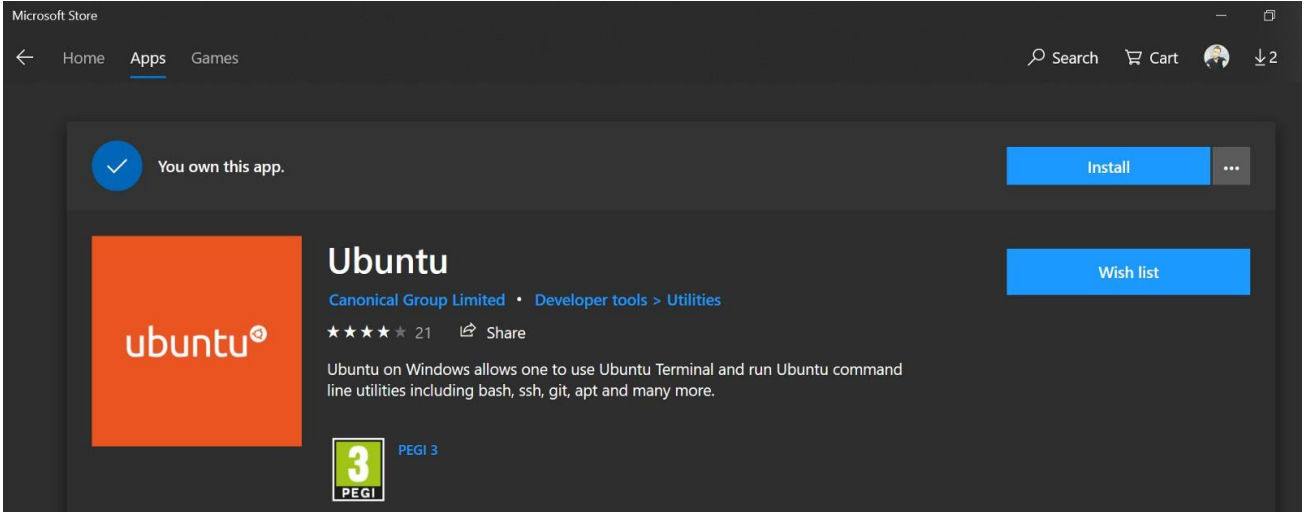 Microsoft Store
Home Apps Games Search Cart 2
You own this app. Install
ubuntu
Ubuntu
Wish list
Canonical Group Limited • Developer tools > Utilities
21 Share
Ubuntu on Windows allows one to use Ubuntu Terminal and run Ubuntu command
line utilities including bash, ssh, git, apt and many more.
3
PEGI
PEGI 3